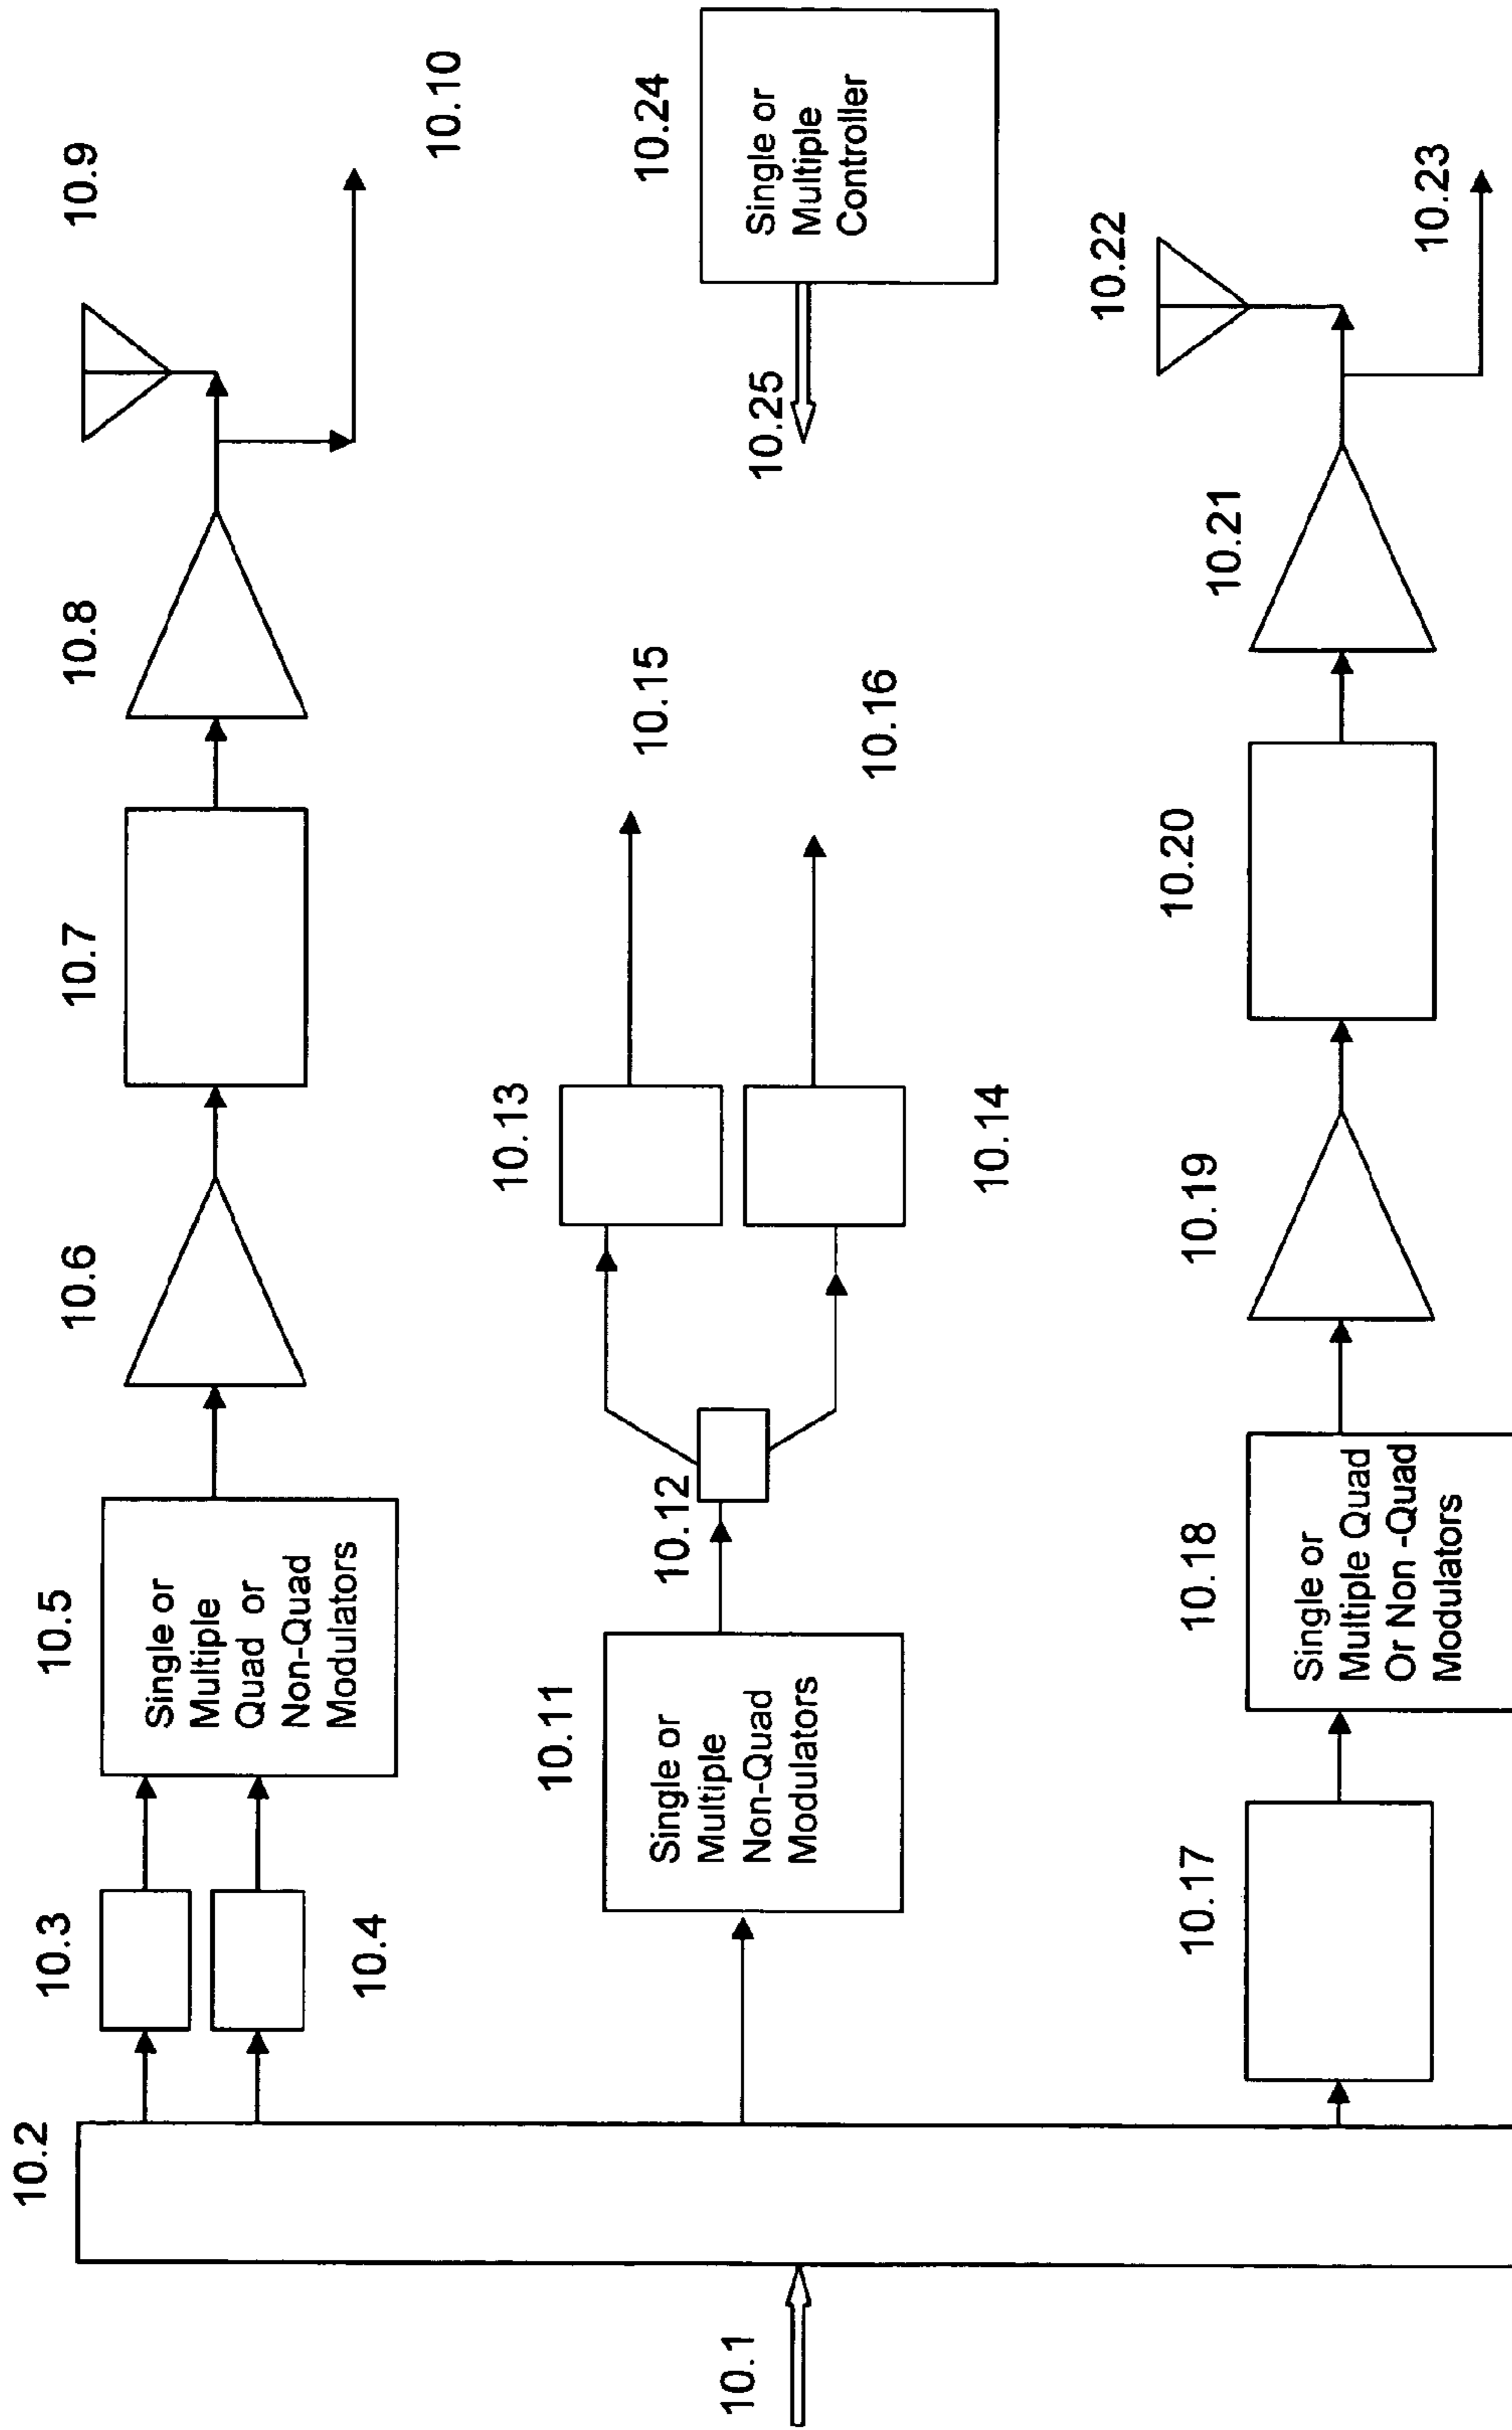 10.9
10.10
10.8
10.7
10.6
10.5
Single or
Multiple
Quad or
Non-Quad
Modulators
10.3
10.4
10.2
10.1
10.24
Single or
Multiple
Controller
10.25
10.15
10.16
10.13
10.14
10.12
10.11
Single or
Multiple
Non-Quad
Modulators
10.22
10.23
10.21
10.20
10.19
10.18
Single or
Multiple Quad
Or Non -Quad
Modulators
10.17